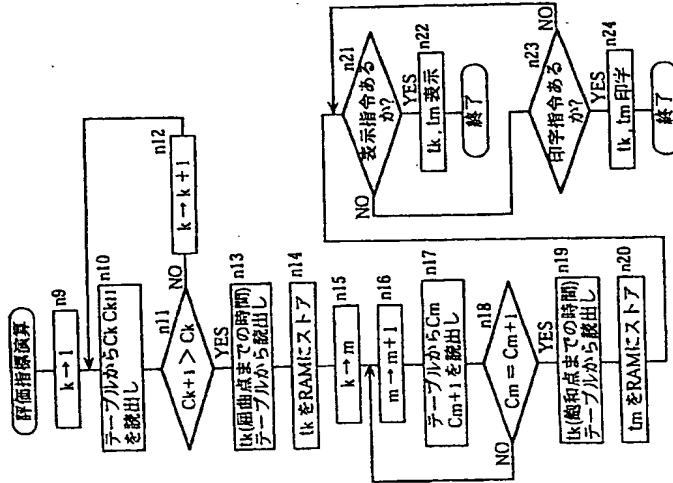 評価指標演算
n9
k→1
n10
テーブルからCk Ck+1
を読出し
n11
Ck+1 > Ck
NO
n12
k→k+1
YES
n13
tk(屈曲点までの時間)
テーブルから読出し
n14
tkをRAMにストア
n15
k→m
n16
m→m+1
n17
テーブルからCm
Cm+1を読出し
n18
Cm = Cm+1
NO
YES
n19
tk(飽和点までの時間)
テーブルから読出し
n20
tmをRAMにストア
n21
表示指令ある
か?
NO
YES
n22
tk, tm 表示
終了
n23
印字指令ある
か?
NO
YES
n24
tk, tm 印字
終了